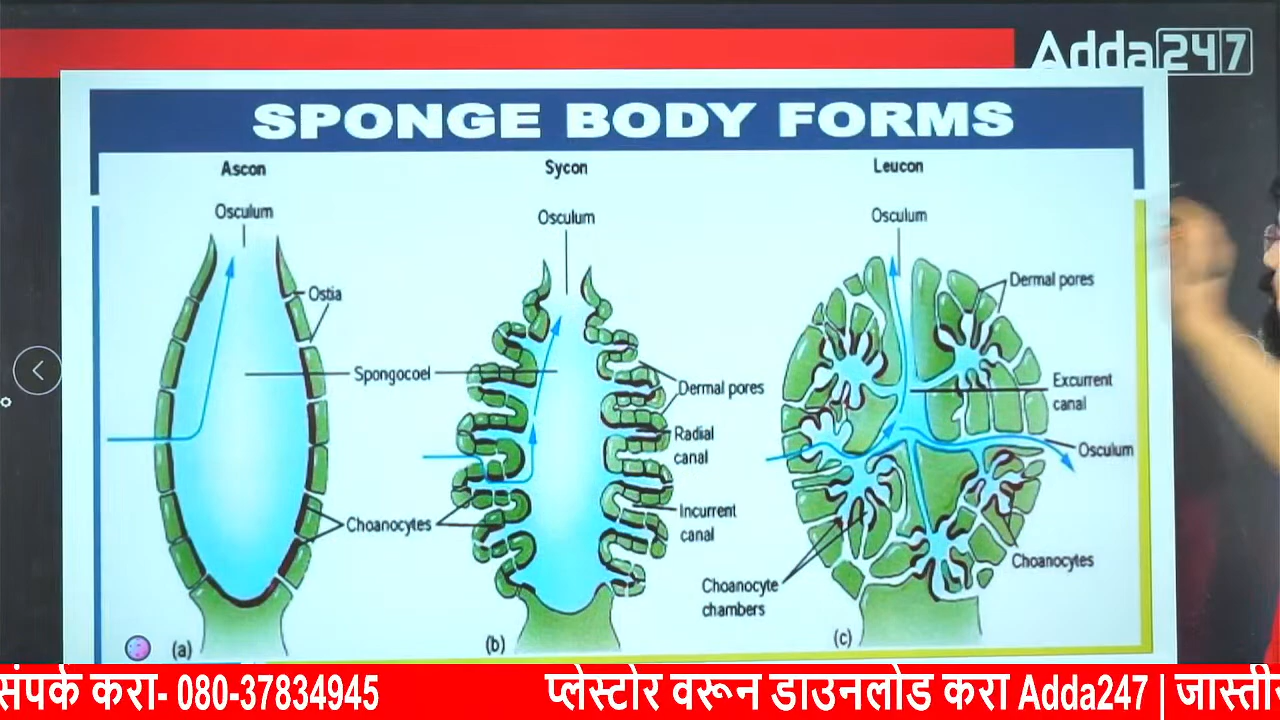 Adda247
SPONGE BODY FORMS
Ascon
Sycon
Leucon
Osculum
Osculum
Osculum
Ostia
Dermal pores
Spongocoel
Dermal pores
Excurrent
canal
Radial
canal
Osculum
Choanocytes
Incurrent
canal
Choanocytes
Choanocyte
chambers
(a)
(b)
(c)
संपर्क करा- 080-37834945
प्लेस्टोर वरून डाउनलोड करा Adda247 |